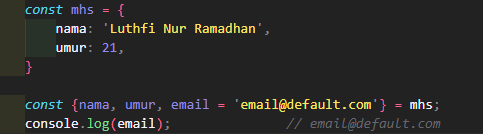 const mhs = {
    nama: 'Luthfi Nur Ramadhan',
    umur: 21,
}
const {nama, umur, email = 'email@default.com'} = mhs;
console.log(email);              // email@default.com